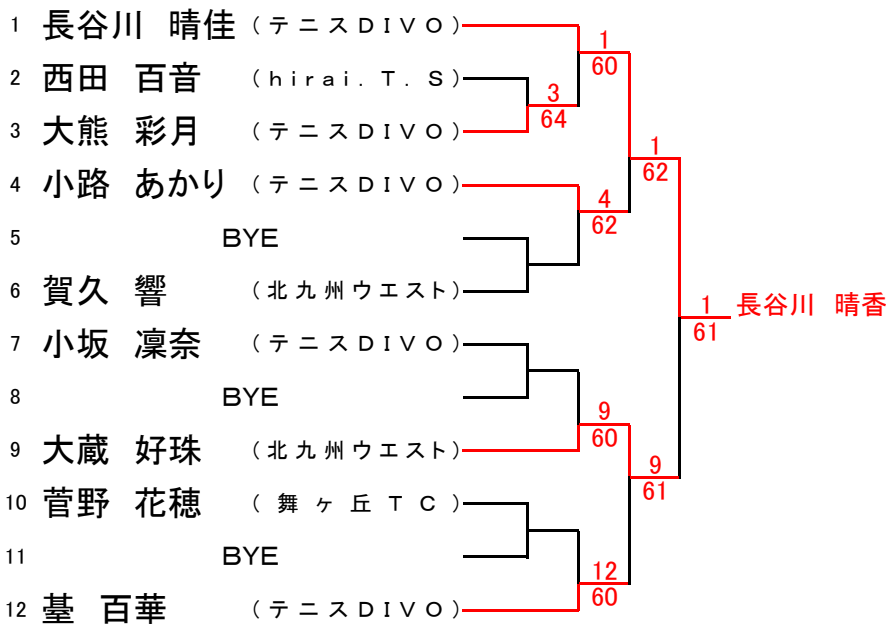 1 長谷川 晴佳 (テニスDIVO)
1
60
2 西田 百音 (hirai.T.S)
3
64
3 大熊 彩月 (テニスDIVO)
1
62
4 小路 あかり (テニスDIVO)
4
62
5 BYE
6 賀久 響 (北九州ウエスト)
1
61
長谷川 晴香
7 小坂 凜奈 (テニスDIVO)
8 BYE
9
60
9 大蔵 好珠 (北九州ウエスト)
9
61
10 菅野 花穂 (舞ヶ丘TC)
11 BYE
12
60
12 基 百華 (テニスDIVO)